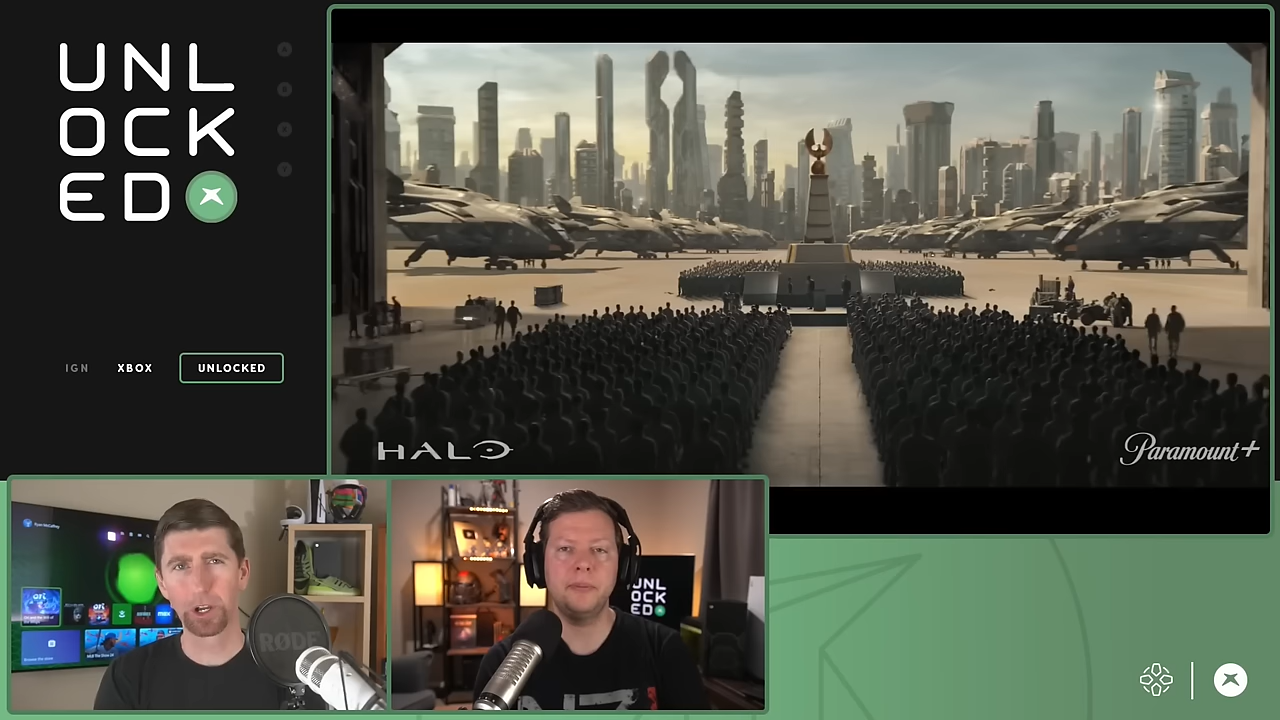 UNL
OCK
ED
IGN
XBOX
UNLOCKED
HALO
Paramount+
RØDE
UNL
OCK
ED